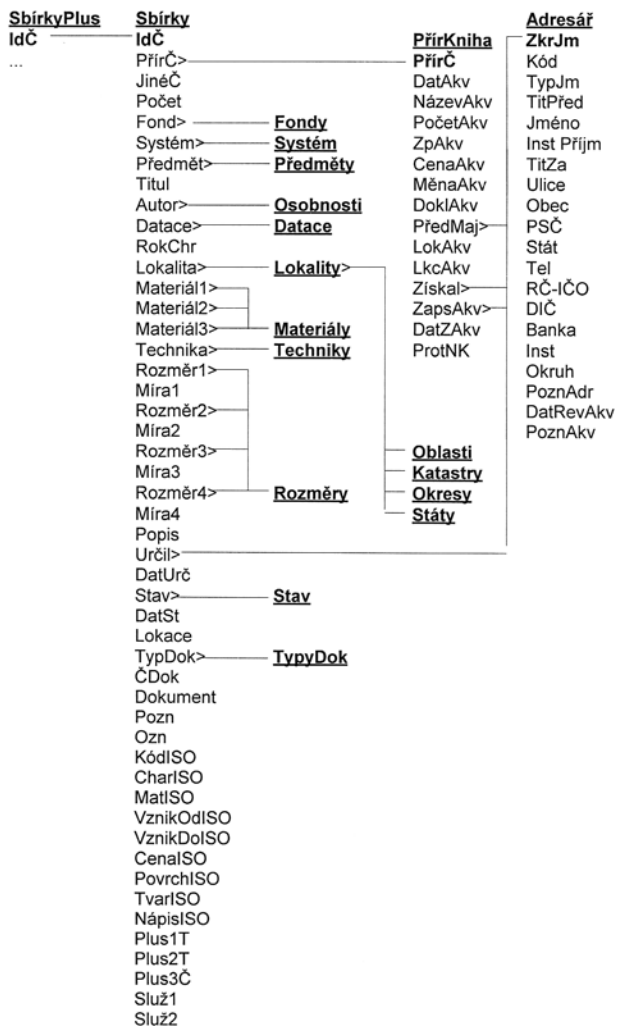 SbírkyPlus
IdČ
...
Sbírky
IdČ
PřírČ>
JinéČ
Počet
Fond>
Systém>
Předmět>
Titul
Autor>
Datace>
RokChr
Lokalita>
Materiál1>
Materiál2>
Materiál3>
Technika>
Rozměr1>
Míra1
Rozměr2>
Míra2
Rozměr3>
Míra3
Rozměr4>
Míra4
Popis
Určil>
DatUrč
Stav>
DatSt
Lokace
TypDok>
ČDok
Dokument
Pozn
Ozn
KódISO
CharISO
MatISO
VznikOdISO
VznikDoISO
CenaISO
PovrchISO
TvarISO
NápisISO
Plus1T
Plus2T
Plus3Č
Služ1
Služ2
Fondy
Systém
Předměty
Osobnosti
Datace
Lokality>
Materiály
Techniky
Rozměry
Stav
TypyDok
PřírKniha
PřírČ
DatAkv
NázevAkv
PočetAkv
ZpAkv
CenaAkv
MěnaAkv
DoklAkv
PředMaj>
LokAkv
LkcAkv
Získal>
ZapsAkv>
DatZAkv
ProtNK
Oblasti
Katastry
Okresy
Státy
Adresář
ZkrJm
Kód
TypJm
TitPřed
Jméno
Inst Příjm
TitZa
Ulice
Obec
PSČ
Stát
Tel
RČ-IČO
DIČ
Banka
Inst
Okruh
PoznAdr
DatRevAkv
PoznAkv